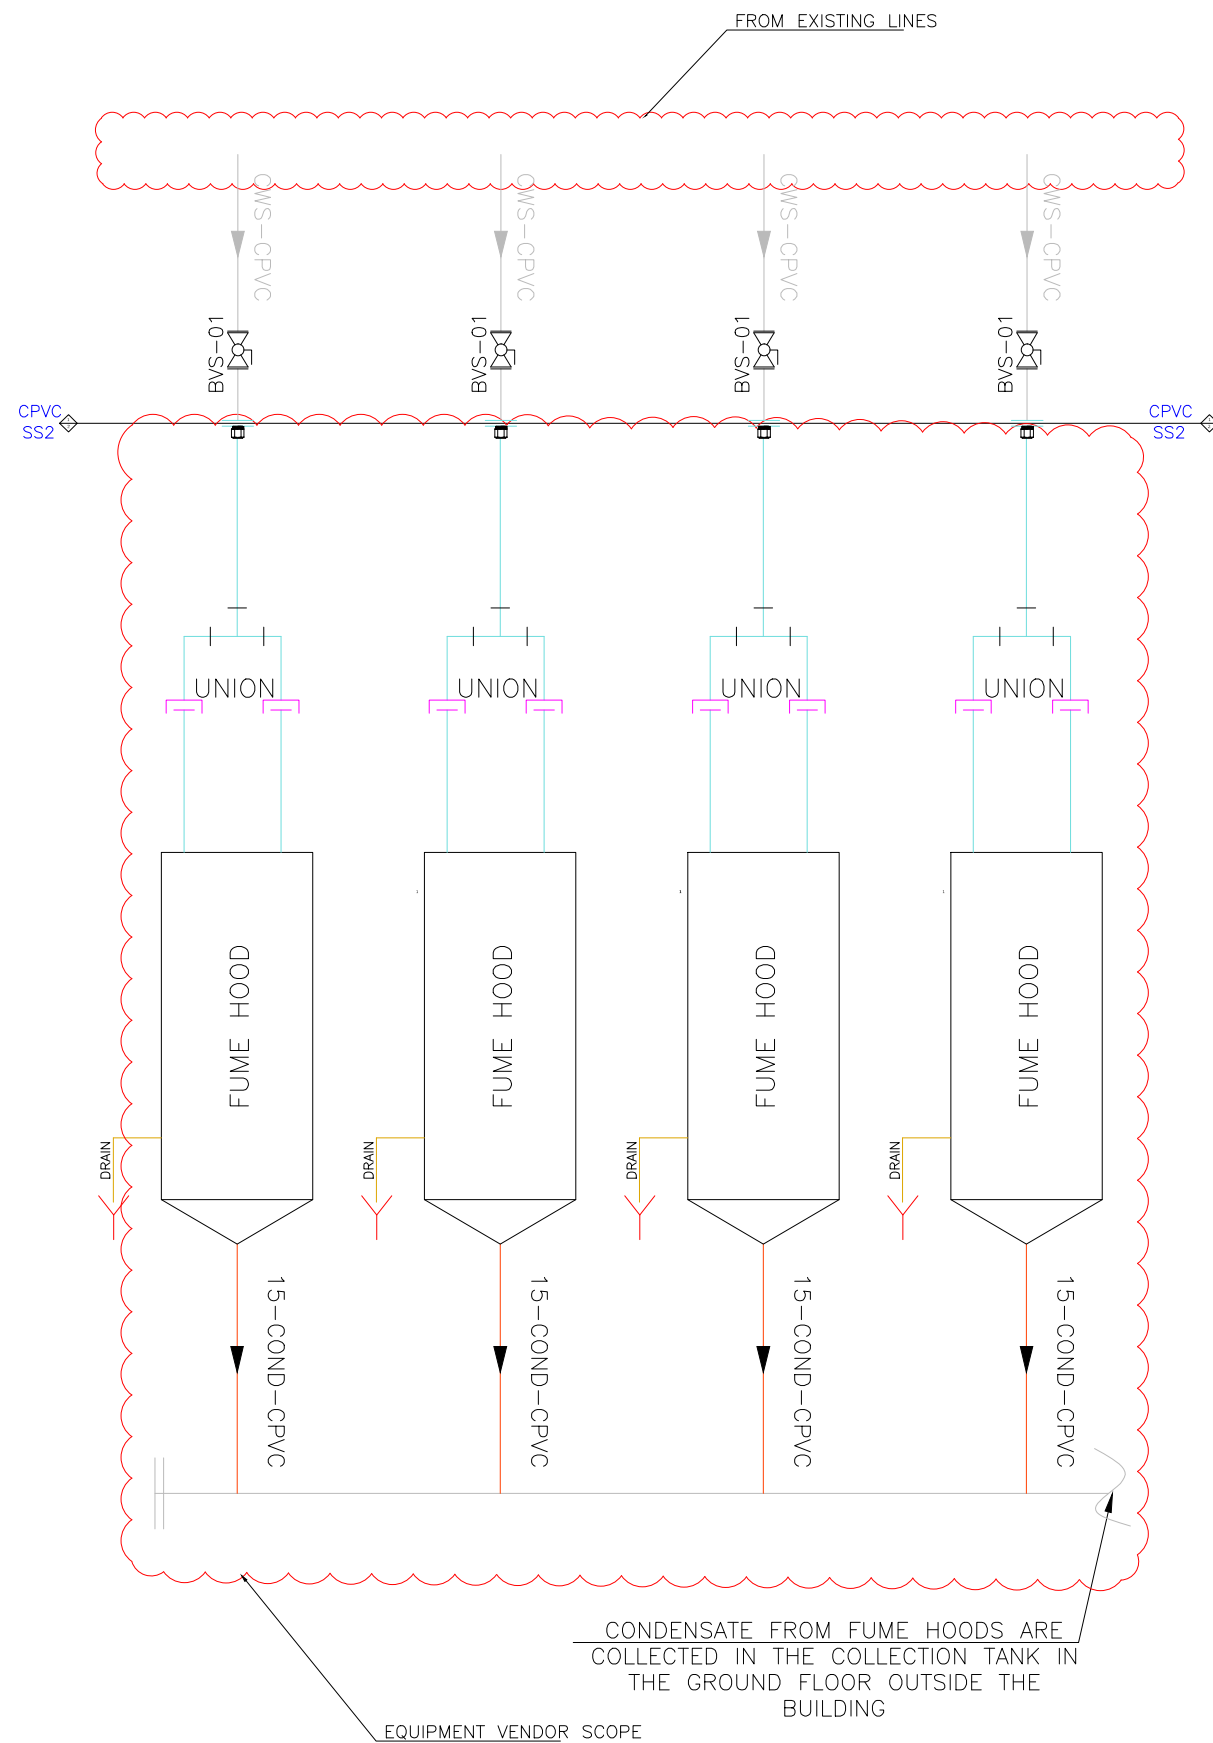 FROM EXISTING LINES
CWS-CPVC
CWS-CPVC
CWS-CPVC
CWS-CPVC
BVS-01
BVS-01
BVS-01
BVS-01
CPVC
SS2
CPVC
SS2
UNION
UNION
UNION
UNION
FUME HOOD
FUME HOOD
FUME HOOD
FUME HOOD
DRAIN
DRAIN
DRAIN
DRAIN
15-COND-CPVC
15-COND-CPVC
15-COND-CPVC
15-COND-CPVC
CONDENSATE FROM FUME HOODS ARE
COLLECTED IN THE COLLECTION TANK IN
THE GROUND FLOOR OUTSIDE THE
BUILDING
EQUIPMENT VENDOR SCOPE